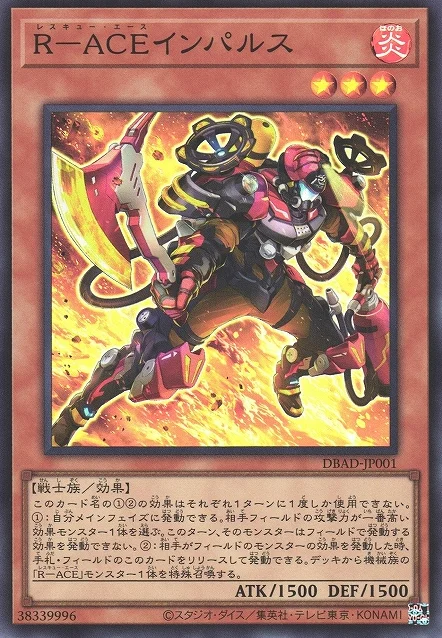 レスキュー・エース
R－ACEインパルス
ほのお
炎
DBAD-JP001
【戦士族／効果】
このカード名の①②の効果はそれぞれ1ターンに1度しか使用できない。
①：自分メインフェイズに発動できる。相手フィールドの攻撃力が一番高い
効果モンスター1体を選ぶ。このターン、そのモンスターはフィールドで発動する
効果を発動できない。②：相手がフィールドのモンスターの効果を発動した時、
手札・フィールドのこのカードをリリースして発動できる。デッキから機械族の
「R－ACE」モンスター1体を特殊召喚する。
ATK/1500 DEF/1500
38339996
©スタジオ・ダイス／集英社・テレビ東京・KONAMI